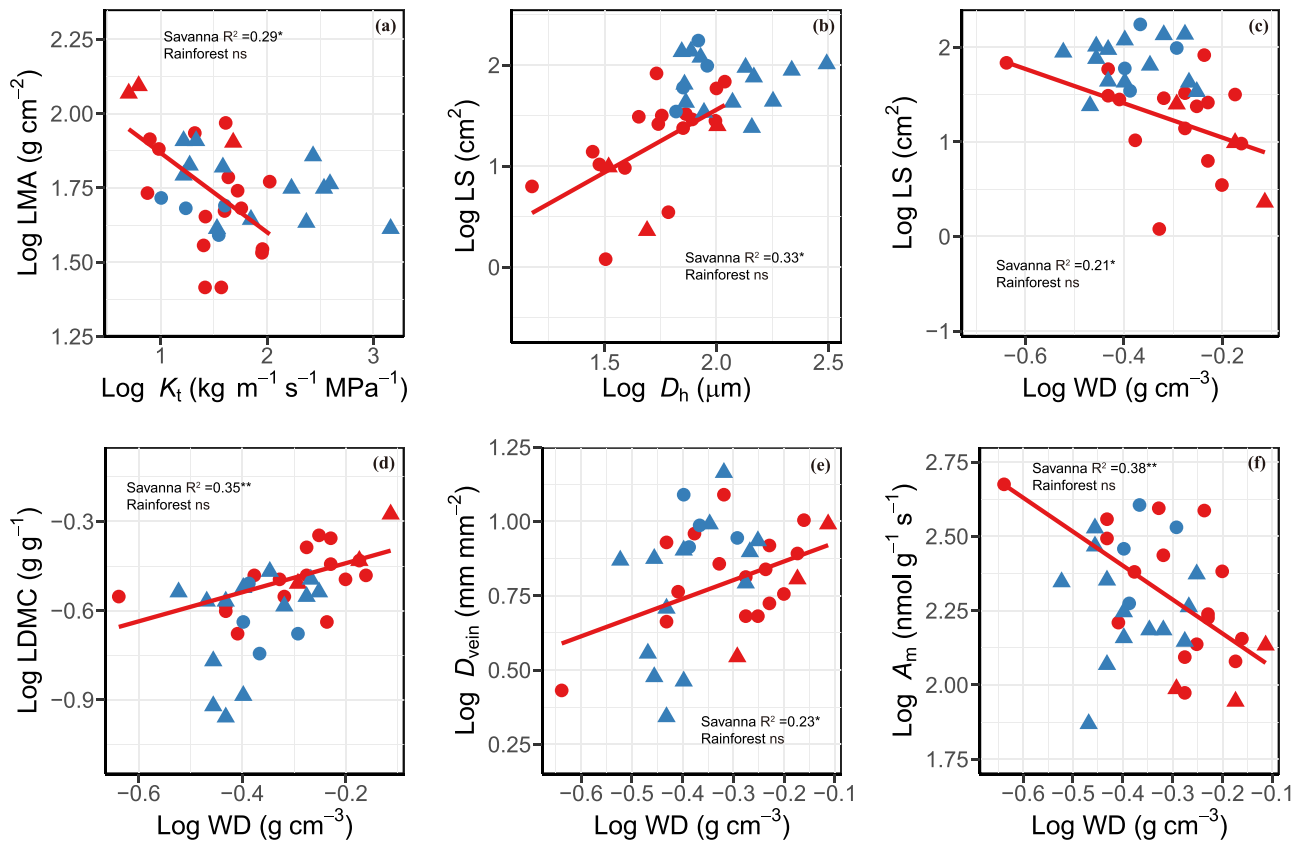 (a)
Savanna R² =0.29*
Rainforest ns
2.25
2.00
1.75
1.50
1.25
Log LMA (g cm−2)
1 2 3
Log Kt (kg m−1 s−1 MPa−1)
(b)
2
1
0
Log LS (cm2)
Savanna R² =0.33*
Rainforest ns
1.5 2.0 2.5
Log Dh (μm)
(c)
2
1
0
−1
Log LS (cm2)
Savanna R² =0.21*
Rainforest ns
−0.6 −0.4 −0.2
Log WD (g cm−3)
(d)
Savanna R² =0.35**
Rainforest ns
−0.3
−0.6
−0.9
Log LDMC (g g−1)
−0.6 −0.4 −0.2
Log WD (g cm−3)
(e)
1.25
1.00
0.75
0.50
0.25
Log Dvein (mm mm−2)
Savanna R² =0.23*
Rainforest ns
−0.6 −0.5 −0.4 −0.3 −0.2 −0.1
Log WD (g cm−3)
(f)
Savanna R² =0.38**
Rainforest ns
2.75
2.50
2.25
2.00
1.75
Log Am (nmol g−1 s−1)
−0.6 −0.5 −0.4 −0.3 −0.2 −0.1
Log WD (g cm−3)